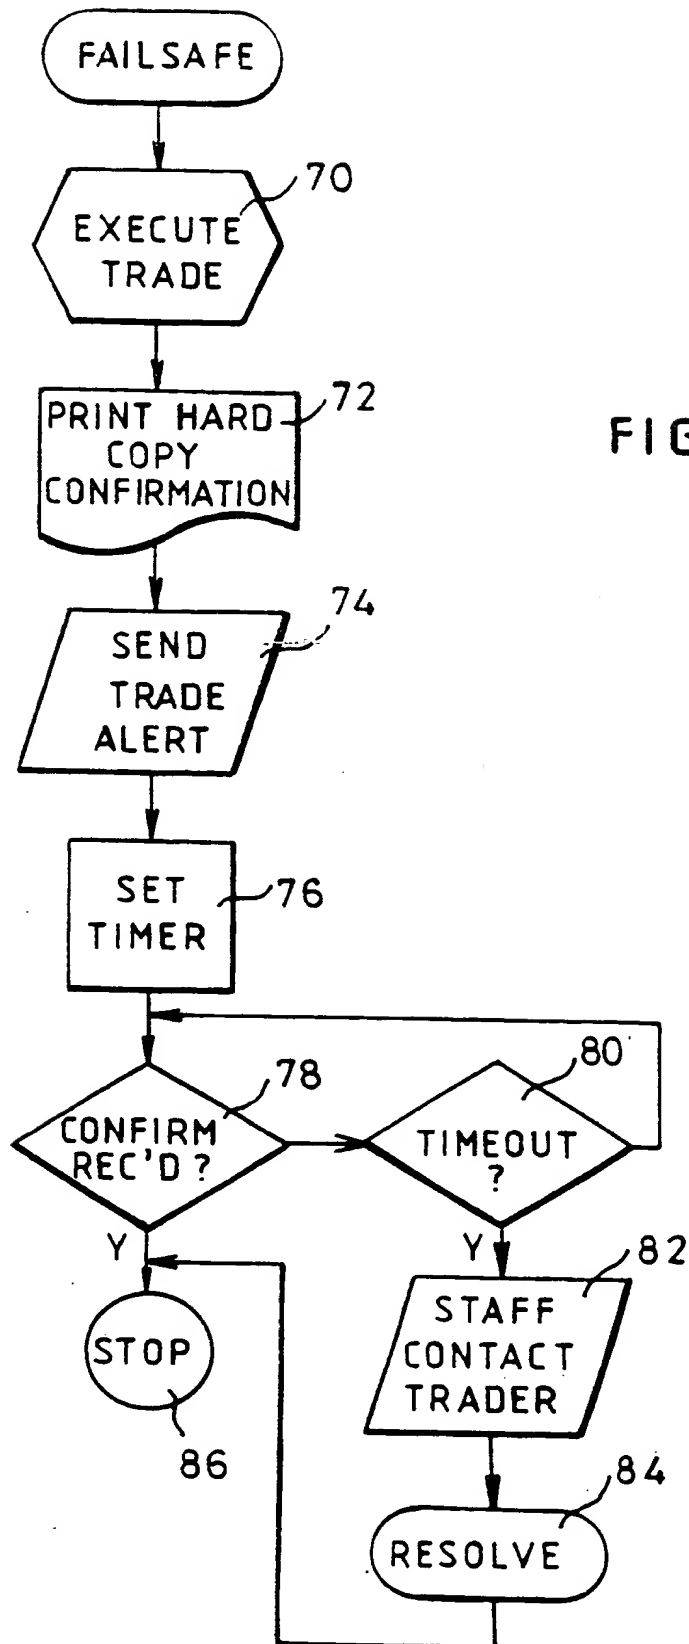 FAILSAFE
70
EXECUTE
TRADE
72
PRINT HARD
COPY
CONFIRMATION
FIG
74
SEND
TRADE
ALERT
SET
TIMER
76
78
80
CONFIRM
REC'D ?
TIMEOUT
?
Y
Y
82
STOP
STAFF
CONTACT
TRADER
86
84
RESOLVE